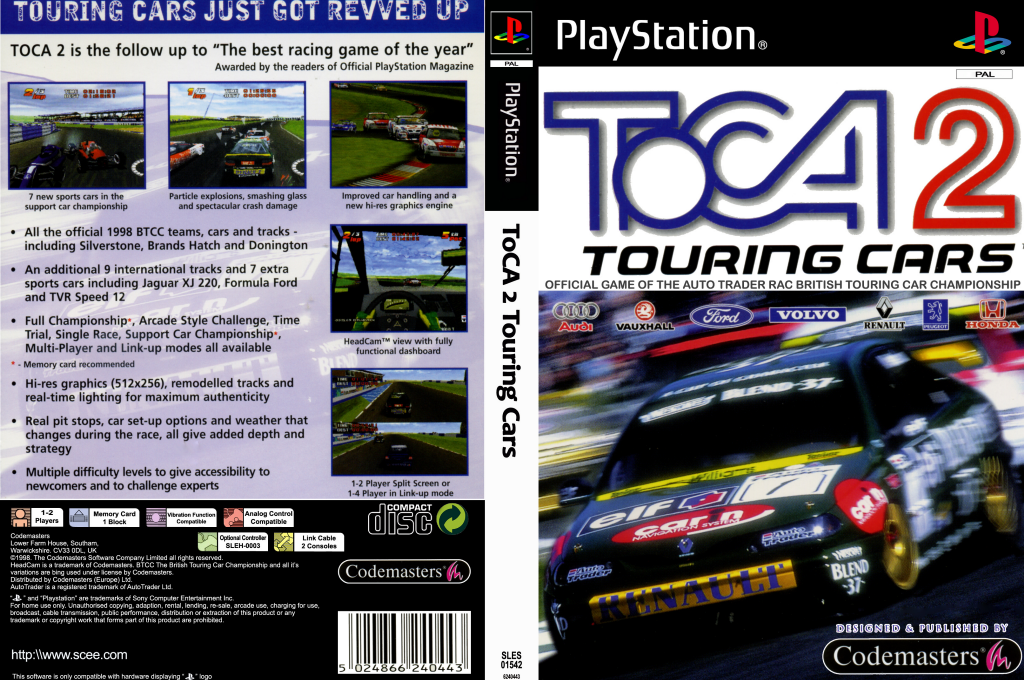 TOURING CARS JUST GOT REVVED UP
TOCA 2 is the follow up to “The best racing game of the year”
Awarded by the readers of Official PlayStation Magazine
7 new sports cars in the
support car championship
Particle explosions, smashing glass
and spectacular crash damage
Improved car handling and a
new hi-res graphics engine
• All the official 1998 BTCC teams, cars and tracks -
including Silverstone, Brands Hatch and Donington
• An additional 9 international tracks and 7 extra
sports cars including Jaguar XJ 220, Formula Ford
and TVR Speed 12
• Full Championship*, Arcade Style Challenge, Time
Trial, Single Race, Support Car Championship*,
Multi-Player and Link-up modes all available
* - Memory card recommended
• Hi-res graphics (512x256), remodelled tracks and
real-time lighting for maximum authenticity
• Real pit stops, car set-up options and weather that
changes during the race, all give added depth and
strategy
• Multiple difficulty levels to give accessibility to
newcomers and to challenge experts
HeadCam™ view with fully
functional dashboard
1-2 Player Split Screen or
1-4 Player in Link-up mode
1-2
Players
Memory Card
1 Block
Vibration Function
Compatible
Analog Control
Compatible
Optional Controller
SLEH-0003
Link Cable
2 Consoles
COMPACT
disc
Codemasters
Lower Farm House, Southam,
Warwickshire. CV33 0DL, UK
©1998. The Codemasters Software Company Limited all rights reserved.
HeadCam is a trademark of Codemasters. BTCC The British Touring Car Championship and all it's
variations are bing used under license by Codemasters.
Distributed by Codemasters (Europe) Ltd.
AutoTrader is a registered trademark of AutoTrader Ltd.
“ ” and “Playstation” are trademarks of Sony Computer Entertainment Inc.
For home use only. Unauthorised copying, adaption, rental, lending, re-sale, arcade use, charging for use,
broadcast, cable transmission, public performance, distribution or extraction of this product or any
trademark or copyright work that forms part of this product are prohibited.
Codemasters®
http:\\www.scee.com
5 024866 240443
This software is only compatible with hardware displaying “ ” logo
PAL
PlayStation®
ToCA 2 Touring Cars
SLES
01542
6240443
PlayStation®
PAL
TOCA 2
TOURING CARS™
OFFICIAL GAME OF THE AUTO TRADER RAC BRITISH TOURING CAR CHAMPIONSHIP
Audi
VAUXHALL
Ford
VOLVO
RENAULT
PEUGEOT
HONDA
BLEND-37
elf
7
car n
NAVIGATION SYSTEM
Auto Trader
RENAULT
BLEND
-37
DESIGNED & PUBLISHED BY
Codemasters®